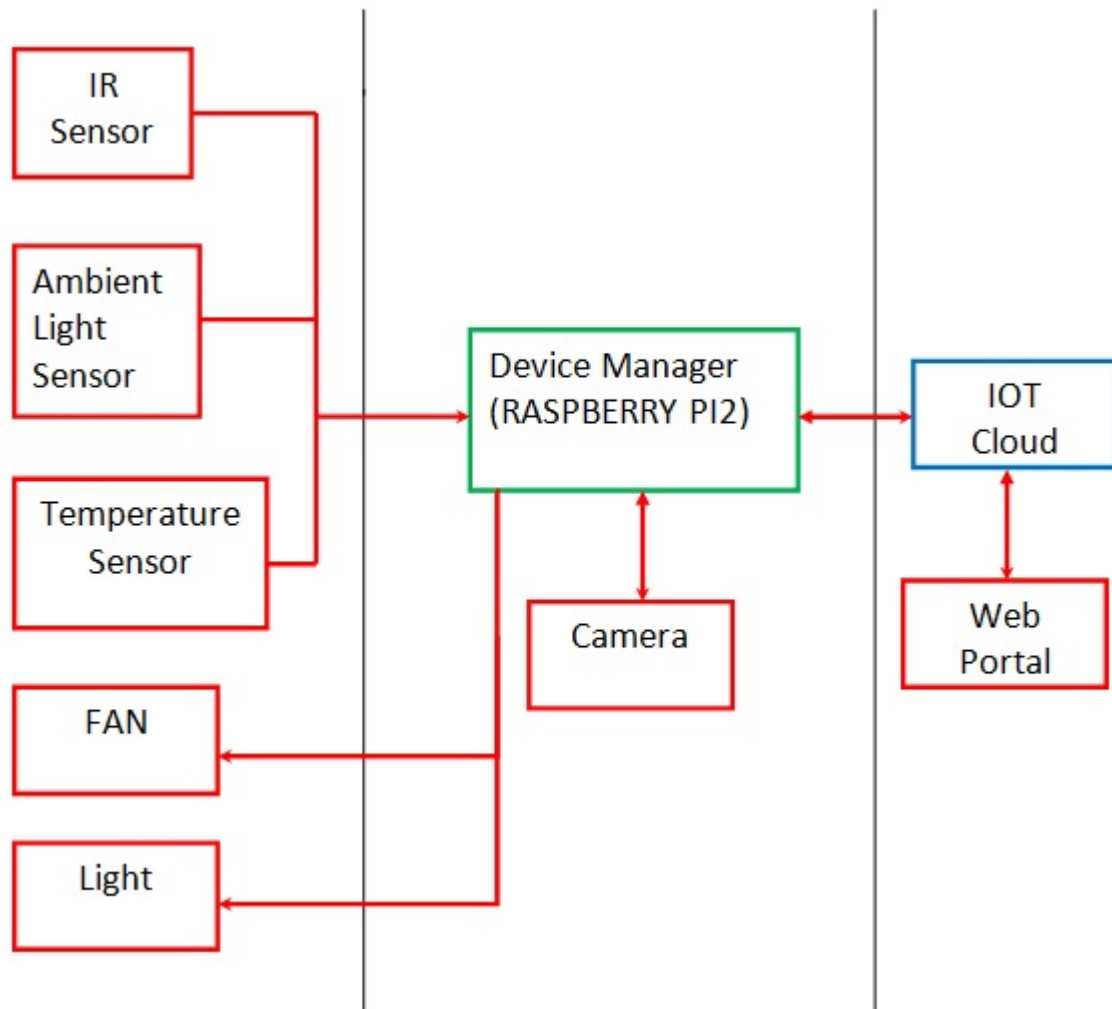 IR
Sensor
Ambient
Light
Sensor
Temperature
Sensor
FAN
Light
Device Manager
(RASPBERRY PI2)
Camera
IOT
Cloud
Web
Portal